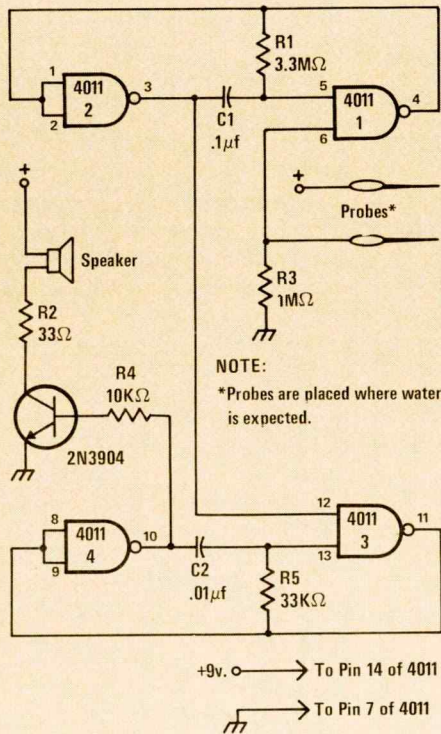 R1
3.3MΩ
1
2
4011
2
3
C1
.1μf
5
6
4011
1
4
+
Probes*
+
Speaker
R2
33Ω
R3
1MΩ
R4
10KΩ
2N3904
NOTE:
*Probes are placed where water
is expected.
8
9
4011
4
10
C2
.01μf
12
13
4011
3
11
R5
33KΩ
+9v. To Pin 14 of 4011
To Pin 7 of 4011